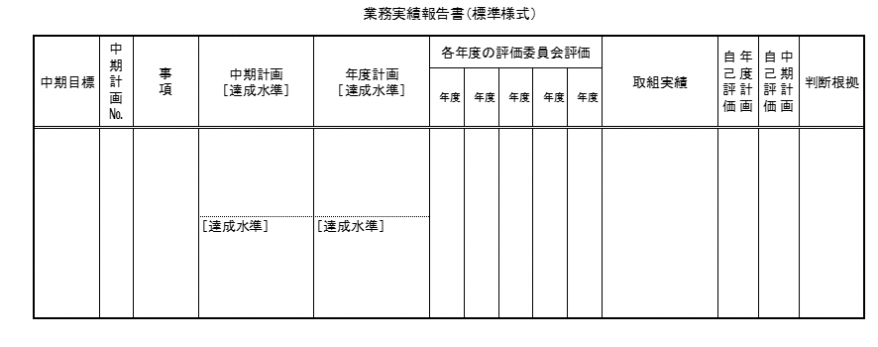 業務実績報告書(標準様式)
中期目標
中期計画No.
事項
中期計画
[達成水準]
年度計画
[達成水準]
各年度の評価委員会評価
年度 年度 年度 年度 年度
取組実績
年度計画
自己評価
中期計画
自己評価
判断根拠
[達成水準] [達成水準]